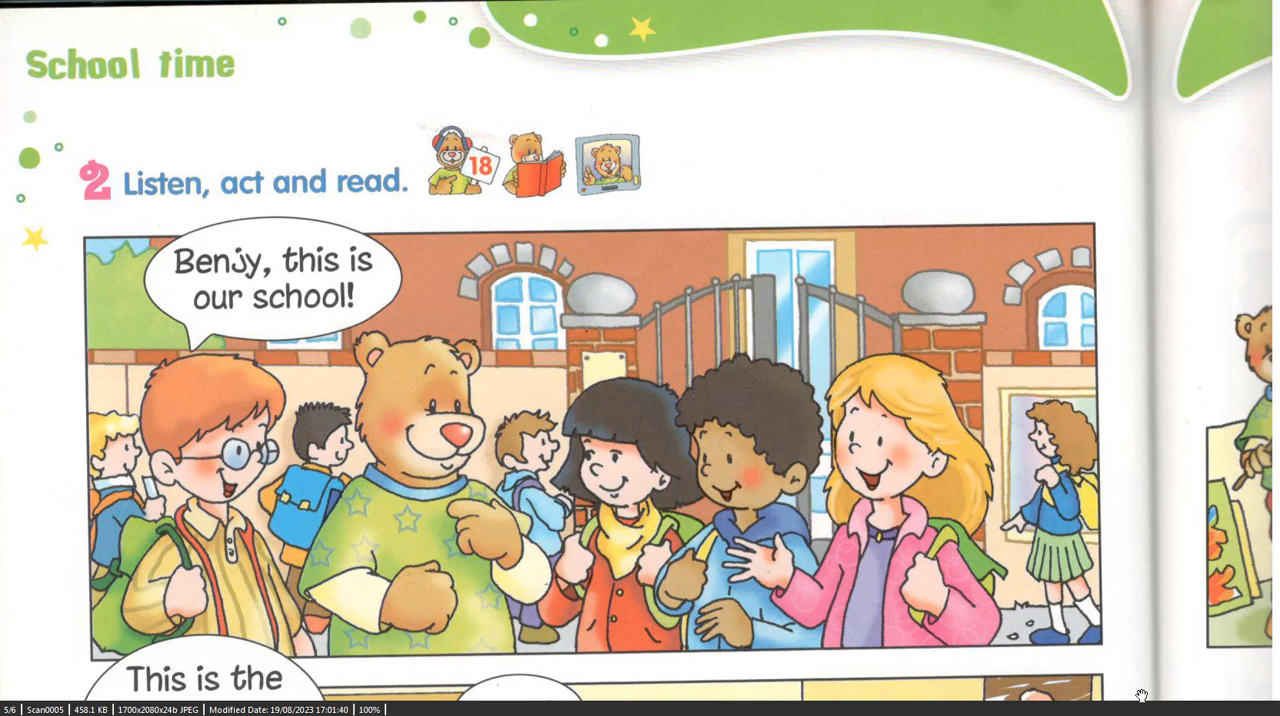 School time
2 Listen, act and read.
18
Benjy, this is
our school!
This is the
5/6 | Scan0005 | 458.1 KB | 1700x2080x24b JPEG | Modified Date: 19/08/2023 17:01:40 | 100% |